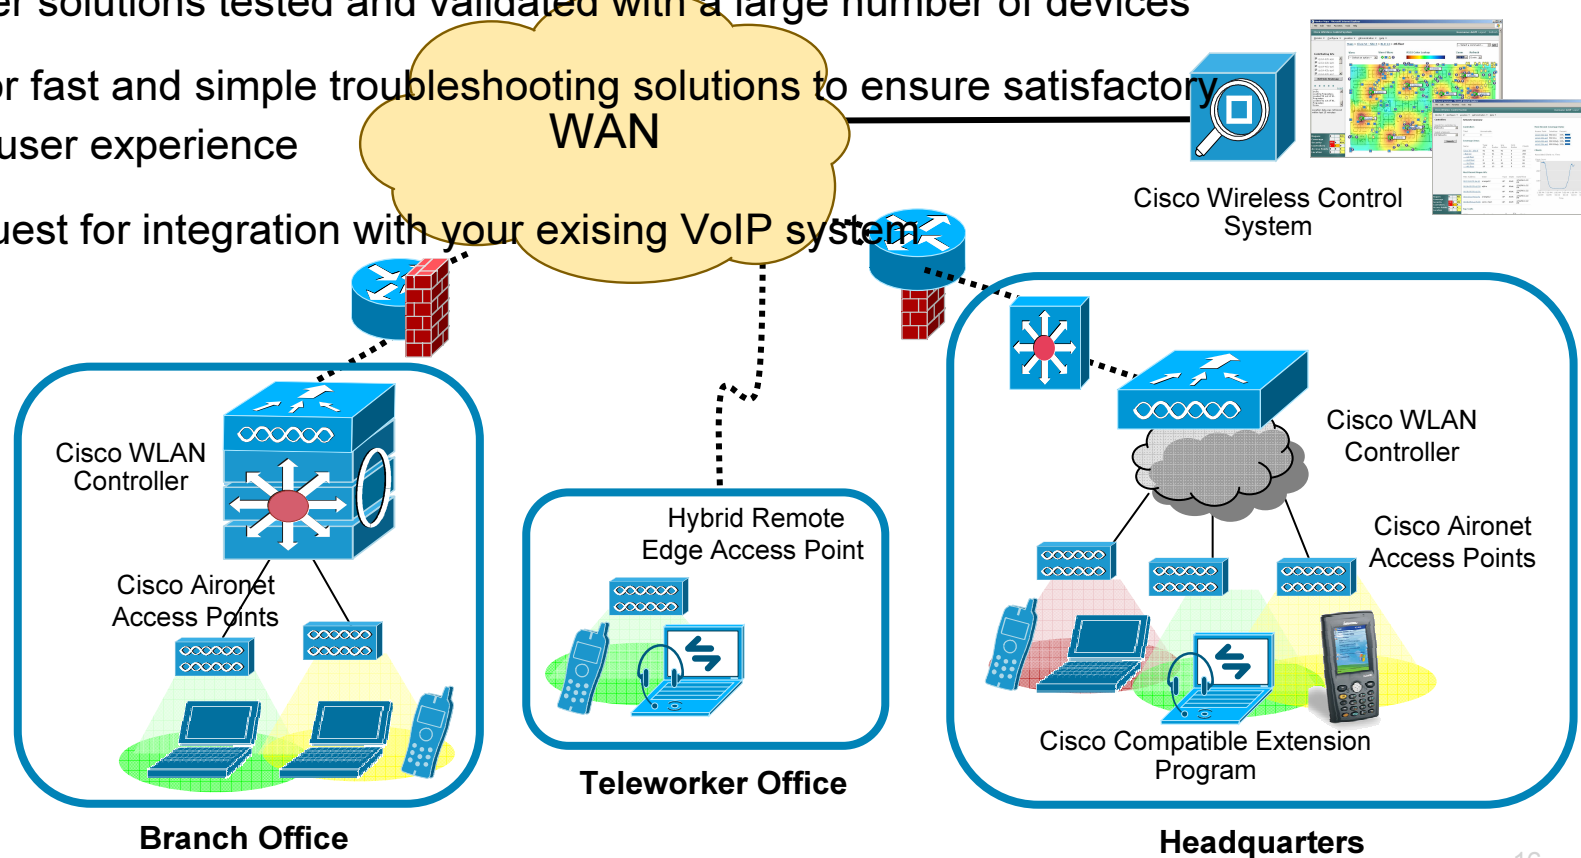 er solutions tested and validated with a large number of devices
or fast and simple troubleshooting solutions to ensure satisfactory
user experience
WAN
uest for integration with your exising VoIP system
Cisco Wireless Control
System
Cisco WLAN
Controller
Cisco Aironet
Access Points
Branch Office
Hybrid Remote
Edge Access Point
Teleworker Office
Cisco WLAN
Controller
Cisco Aironet
Access Points
Cisco Compatible Extension
Program
Headquarters